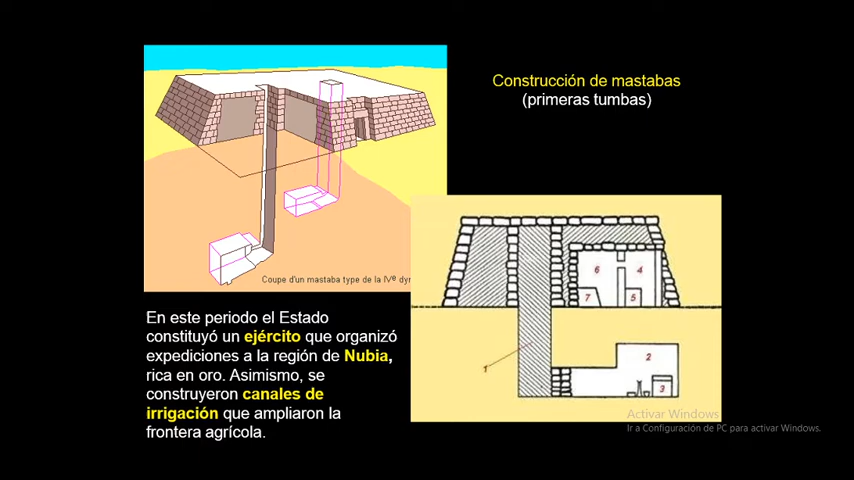 Construcción de mastabas
(primeras tumbas)
Coupe d'un mastaba type de la IVe dyr
6
4
7
5
1
2
3
En este periodo el Estado
constituyó un ejército que organizó
expediciones a la región de Nubia,
rica en oro. Asimismo, se
construyeron canales de
irrigación que ampliaron la
frontera agrícola.
Activar Windows
Ir a Configuración de PC para activar Windows.